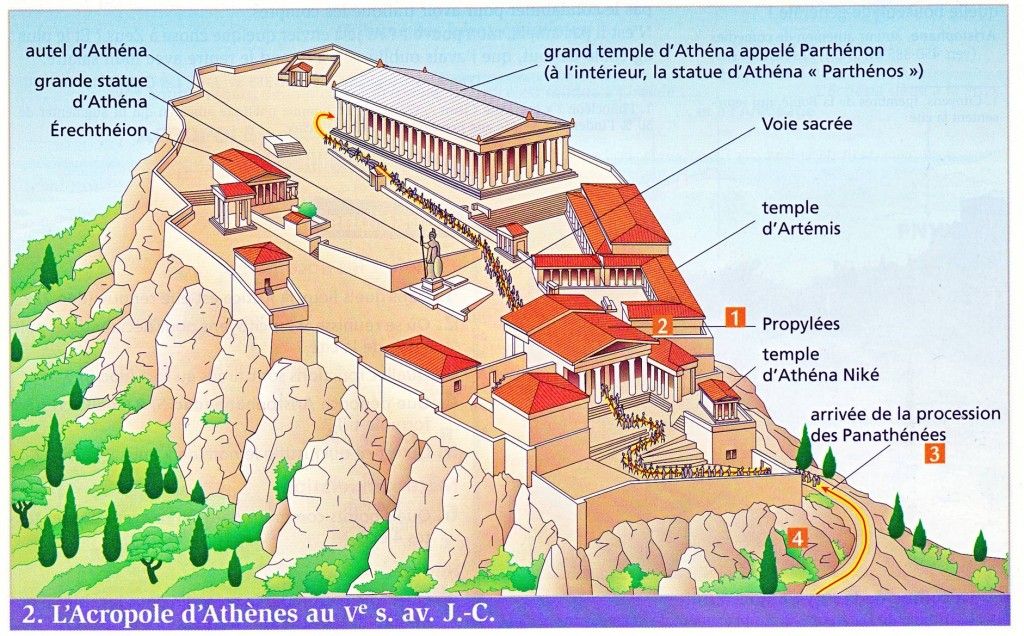 autel d'Athéna
grande statue
d'Athéna
Érechthéion
grand temple d'Athéna appelé Parthénon
(à l'intérieur, la statue d'Athéna « Parthénos »)
Voie sacrée
temple
d'Artémis
1
2
Propylées
temple
d'Athéna Niké
arrivée de la procession
des Panathénées
3
4
2. L'Acropole d'Athènes au Ve s. av. J.-C.